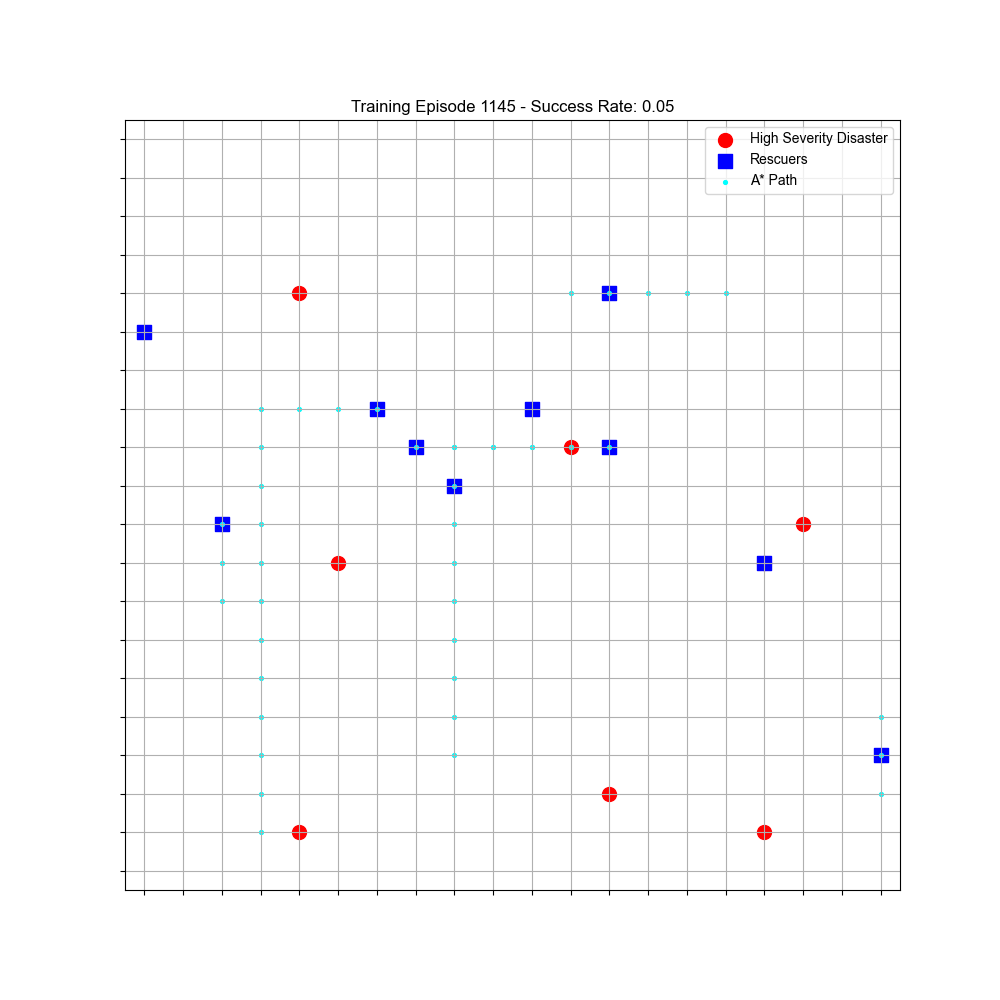 Training Episode 1145 - Success Rate: 0.05
High Severity Disaster
Rescuers
A* Path